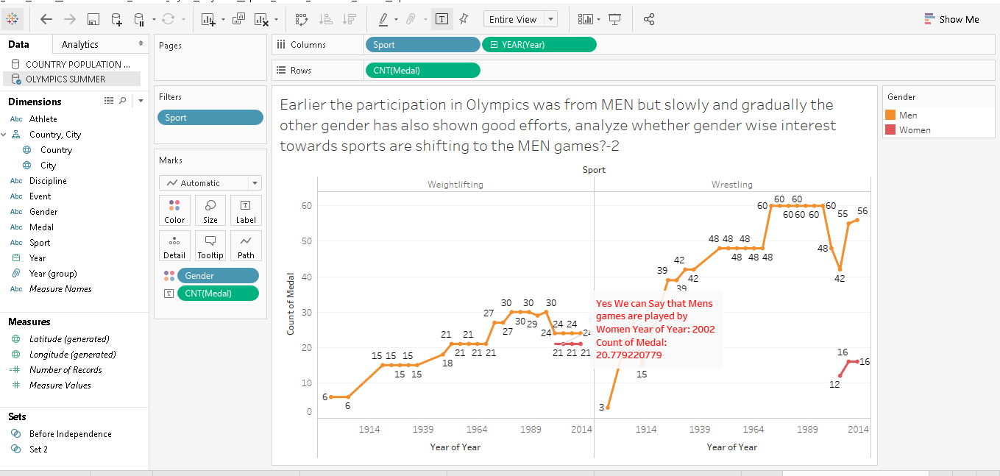 Entire View
Show Me
Data
Analytics
Pages
Columns
Sport
YEAR(Year)
COUNTRY POPULATION ...
OLYMPICS SUMMER
Rows
CNT(Medal)
Dimensions
Abc Athlete
Country, City
Country
City
Abc Discipline
Abc Event
Abc Gender
Abc Medal
Abc Sport
Year
Year (group)
Abc Measure Names
Measures
Latitude (generated)
Longitude (generated)
Number of Records
Measure Values
Sets
Before Independence
Set 2
Filters
Sport
Marks
Automatic
Color Size Label
Detail Tooltip Path
Gender
CNT(Medal)
Earlier the participation in Olympics was from MEN but slowly and gradually the
other gender has also shown good efforts, analyze whether gender wise interest
towards sports are shifting to the MEN games?-2
Sport
Weightlifting Wrestling
Count of Medal
60
50
40
30
20
10
0
6
6
15 15 15
15 15
18
21 21
21 21 21
27
27
30 30 30
30 29
24
24 24
21 21 21
3
15
39
39
42
42
48 48 48
48 48 48
60
60 60
60 60 60
60
48
42
55
56
12
16
16
Yes We can Say that Mens
games are played by
Women Year of Year: 2002
Count of Medal:
20.779220779
1914 1939 1964 1989 2014 1914 1939 1964 1989 2014
Year of Year Year of Year
Gender
Men
Women